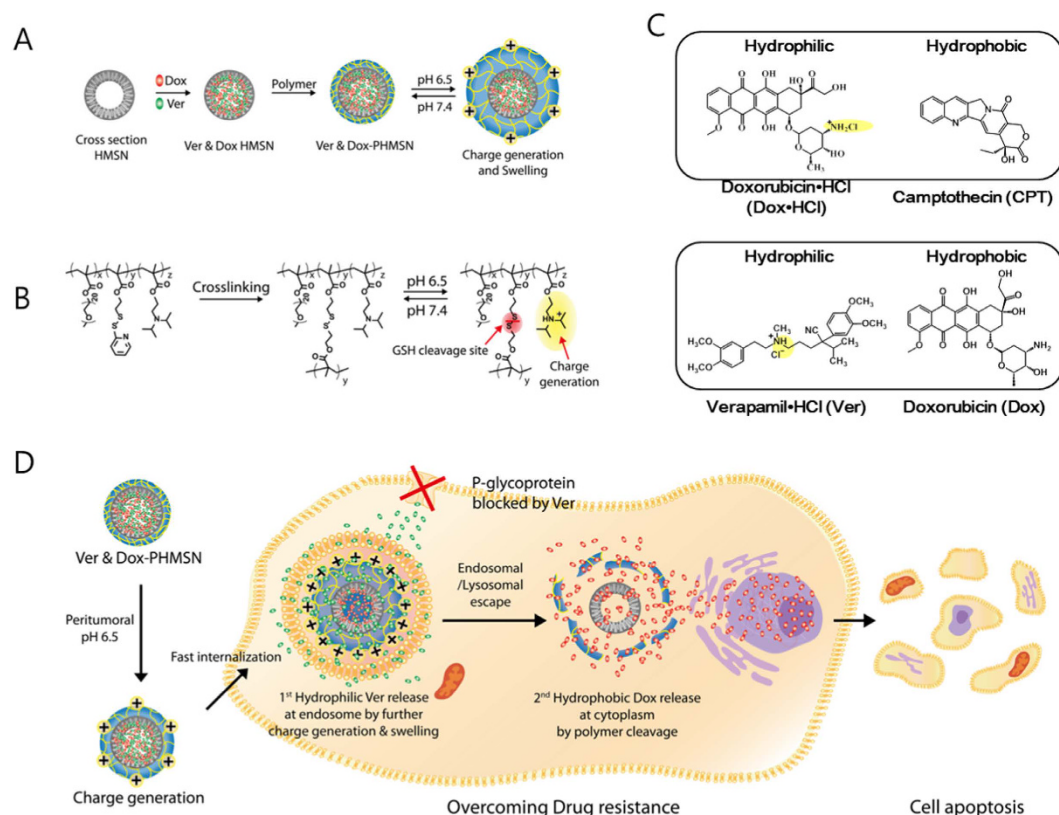 A
Dox
Ver
Polymer
pH 6.5
pH 7.4
Cross section
HMSN
Ver & Dox HMSN
Ver & Dox-PHMSN
Charge generation
and Swelling
C
Hydrophilic
Hydrophobic
Doxorubicin•HCl
(Dox•HCl)
Camptothecin (CPT)
Hydrophilic
Hydrophobic
Verapamil•HCl (Ver)
Doxorubicin (Dox)
B
Crosslinking
pH 6.5
pH 7.4
GSH cleavage site
Charge
generation
D
Ver & Dox-PHMSN
Peritumoral
pH 6.5
Fast internalization
Charge generation
P-glycoprotein
blocked by Ver
Endosomal
/Lysosomal
escape
1st Hydrophilic Ver release
at endosome by further
charge generation & swelling
2nd Hydrophobic Dox release
at cytoplasm
by polymer cleavage
Overcoming Drug resistance
Cell apoptosis